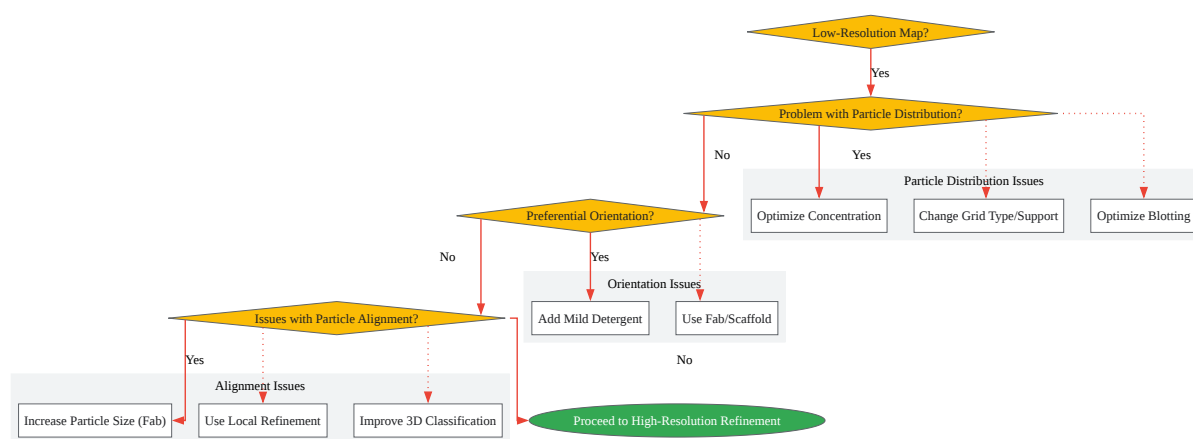 Low-Resolution Map?
Yes
Problem with Particle Distribution?
No
Yes
Particle Distribution Issues
Optimize Concentration
Change Grid Type/Support
Optimize Blotting
Preferential Orientation?
No
Yes
Orientation Issues
Add Mild Detergent
Use Fab/Scaffold
Issues with Particle Alignment?
Yes
No
Alignment Issues
Increase Particle Size (Fab)
Use Local Refinement
Improve 3D Classification
Proceed to High-Resolution Refinement